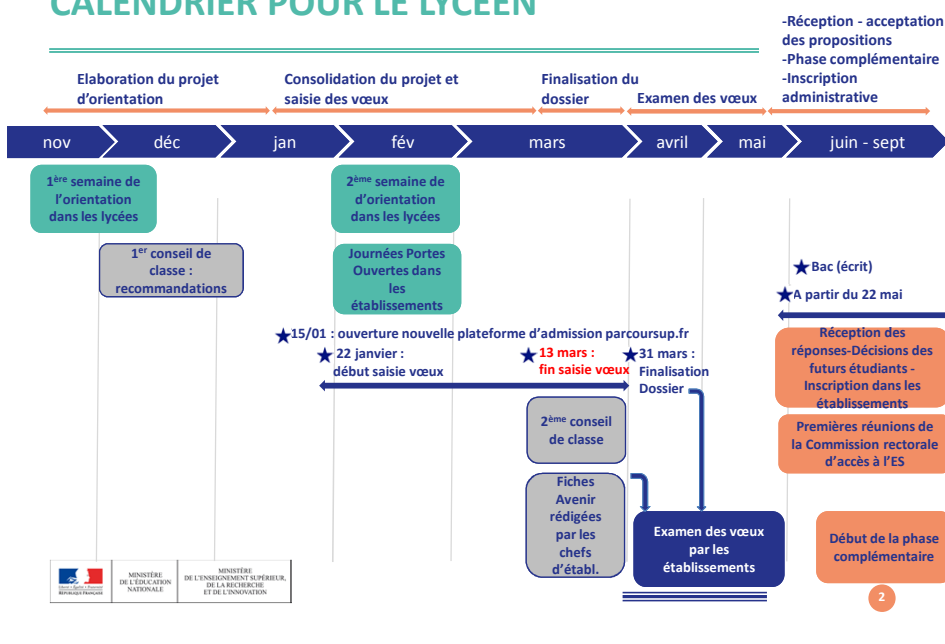 CALENDRIER POUR LE LYCÉEN
-Réception - acceptation
des propositions
-Phase complémentaire
-Inscription
administrative
Elaboration du projet
d'orientation
Consolidation du projet et
saisie des vœux
Finalisation du
dossier
Examen des vœux
nov
déc
jan
fév
mars
avril
mai
juin - sept
1ère semaine de
l'orientation
dans les lycées
2ème semaine de
d'orientation
dans les lycées
1er conseil de
classe :
recommandations
Journées Portes
Ouvertes dans
les
établissements
Bac (écrit)
A partir du 22 mai
15/01 : ouverture nouvelle plateforme d'admission parcoursup.fr
22 janvier :
début saisie vœux
13 mars :
fin saisie vœux
31 mars :
Finalisation
Dossier
Réception des
réponses-Décisions des
futurs étudiants -
Inscription dans les
établissements
2ème conseil
de classe
Premières réunions de
la Commission rectorale
d'accès à l'ES
Fiches
Avenir
rédigées
par les
chefs
d'établ.
Examen des vœux
par les
établissements
Début de la phase
complémentaire
Liberté • Égalité • Fraternité
RÉPUBLIQUE FRANÇAISE
MINISTÈRE
DE L'ÉDUCATION
NATIONALE
MINISTÈRE
DE L'ENSEIGNEMENT SUPÉRIEUR,
DE LA RECHERCHE
ET DE L'INNOVATION
2